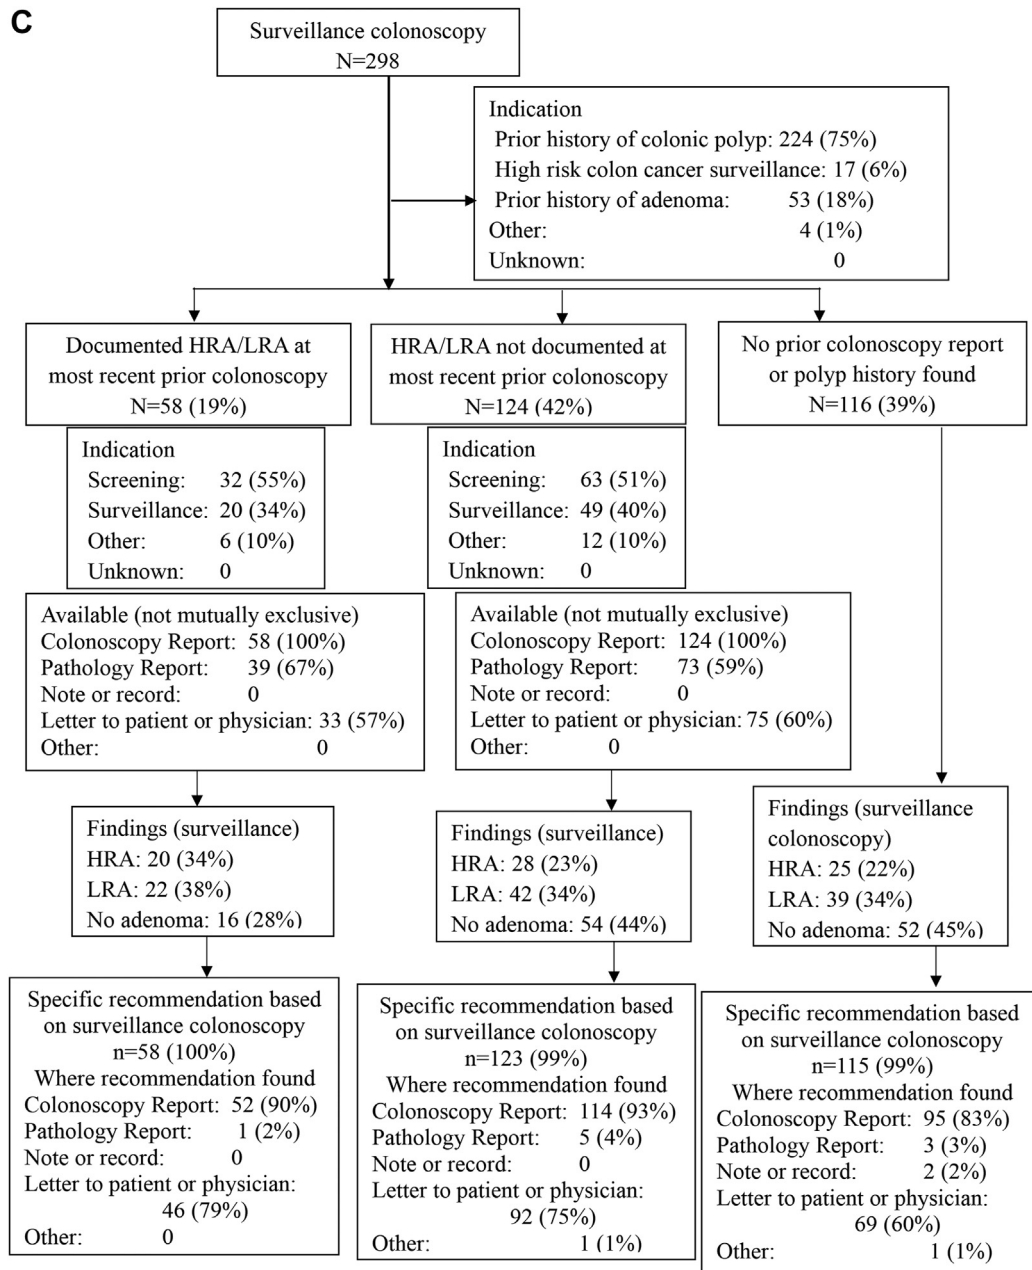 C
Surveillance colonoscopy
N=298
Indication
Prior history of colonic polyp: 224 (75%)
High risk colon cancer surveillance: 17 (6%)
Prior history of adenoma: 53 (18%)
Other: 4 (1%)
Unknown: 0
Documented HRA/LRA at
most recent prior colonoscopy
N=58 (19%)
HRA/LRA not documented at
most recent prior colonoscopy
N=124 (42%)
No prior colonoscopy report
or polyp history found
N=116 (39%)
Indication
Screening: 32 (55%)
Surveillance: 20 (34%)
Other: 6 (10%)
Unknown: 0
Indication
Screening: 63 (51%)
Surveillance: 49 (40%)
Other: 12 (10%)
Unknown: 0
Available (not mutually exclusive)
Colonoscopy Report: 58 (100%)
Pathology Report: 39 (67%)
Note or record: 0
Letter to patient or physician: 33 (57%)
Other: 0
Available (not mutually exclusive)
Colonoscopy Report: 124 (100%)
Pathology Report: 73 (59%)
Note or record: 0
Letter to patient or physician: 75 (60%)
Other: 0
Findings (surveillance)
HRA: 20 (34%)
LRA: 22 (38%)
No adenoma: 16 (28%)
Findings (surveillance)
HRA: 28 (23%)
LRA: 42 (34%)
No adenoma: 54 (44%)
Findings (surveillance
colonoscopy)
HRA: 25 (22%)
LRA: 39 (34%)
No adenoma: 52 (45%)
Specific recommendation based
on surveillance colonoscopy
n=58 (100%)
Where recommendation found
Colonoscopy Report: 52 (90%)
Pathology Report: 1 (2%)
Note or record: 0
Letter to patient or physician:
46 (79%)
Other: 0
Specific recommendation based
on surveillance colonoscopy
n=123 (99%)
Where recommendation found
Colonoscopy Report: 114 (93%)
Pathology Report: 5 (4%)
Note or record: 0
Letter to patient or physician:
92 (75%)
Other: 1 (1%)
Specific recommendation based
on surveillance colonoscopy
n=115 (99%)
Where recommendation found
Colonoscopy Report: 95 (83%)
Pathology Report: 3 (3%)
Note or record: 2 (2%)
Letter to patient or physician:
69 (60%)
Other: 1 (1%)